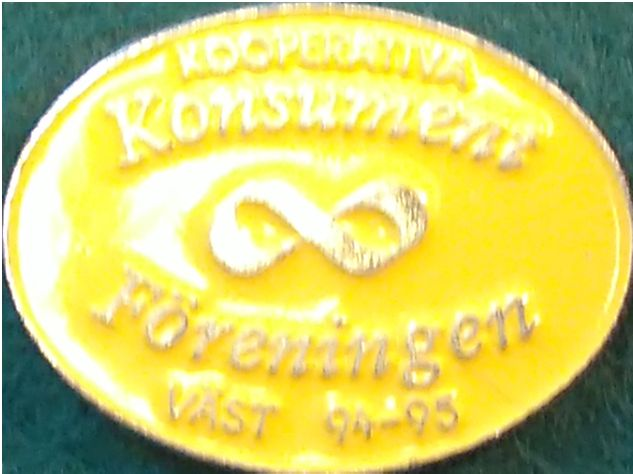 KOOPERATIVA
Konsument
Föreningen
VÄST 94-95